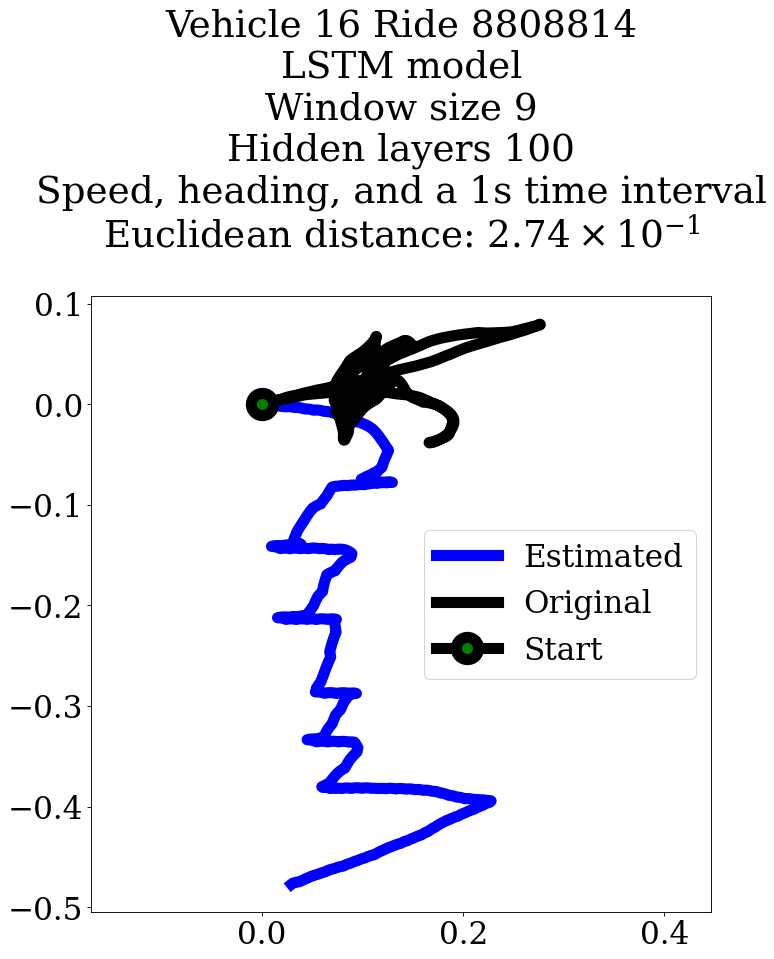 Vehicle 16 Ride 8808814
LSTM model
Window size 9
Hidden layers 100
Speed, heading, and a 1s time interval
Euclidean distance: 2.74 × 10⁻¹
0.1
0.0
−0.1
−0.2
−0.3
−0.4
−0.5
Estimated
Original
Start
0.0 0.2 0.4